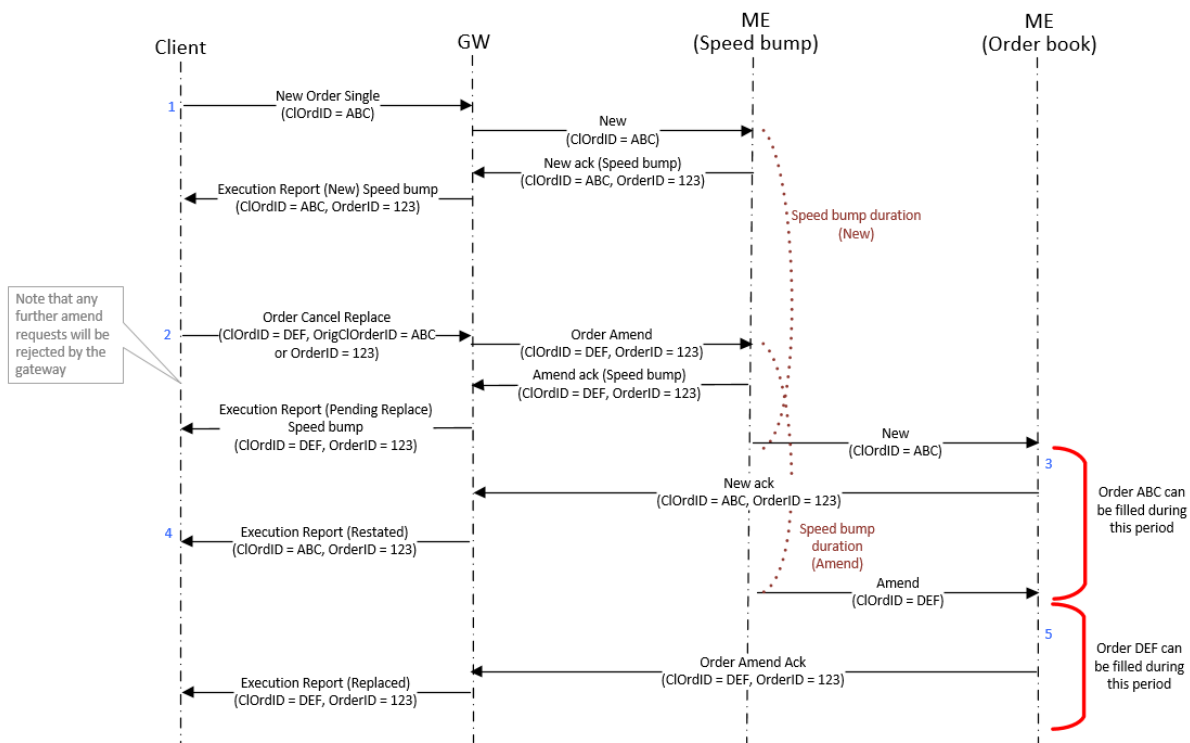 Client
GW
ME
(Speed bump)
ME
(Order book)
1
New Order Single
(ClOrdID = ABC)
New
(ClOrdID = ABC)
New ack (Speed bump)
(ClOrdID = ABC, OrderID = 123)
Execution Report (New) Speed bump
(ClOrdID = ABC, OrderID = 123)
Speed bump duration
(New)
Note that any
further amend
requests will be
rejected by the
gateway
2
Order Cancel Replace
(ClOrdID = DEF, OrigClOrderID = ABC
or OrderID = 123)
Order Amend
(ClOrdID = DEF, OrderID = 123)
Amend ack (Speed bump)
(ClOrdID = DEF, OrderID = 123)
Execution Report (Pending Replace)
Speed bump
(ClOrdID = DEF, OrderID = 123)
New
(ClOrdID = ABC)
3
New ack
(ClOrdID = ABC, OrderID = 123)
Order ABC can
be filled during
this period
4
Execution Report (Restated)
(ClOrdID = ABC, OrderID = 123)
Speed bump
duration
(Amend)
Amend
(ClOrdID = DEF)
5
Order DEF can
be filled during
this period
Order Amend Ack
(ClOrdID = DEF, OrderID = 123)
Execution Report (Replaced)
(ClOrdID = DEF, OrderID = 123)